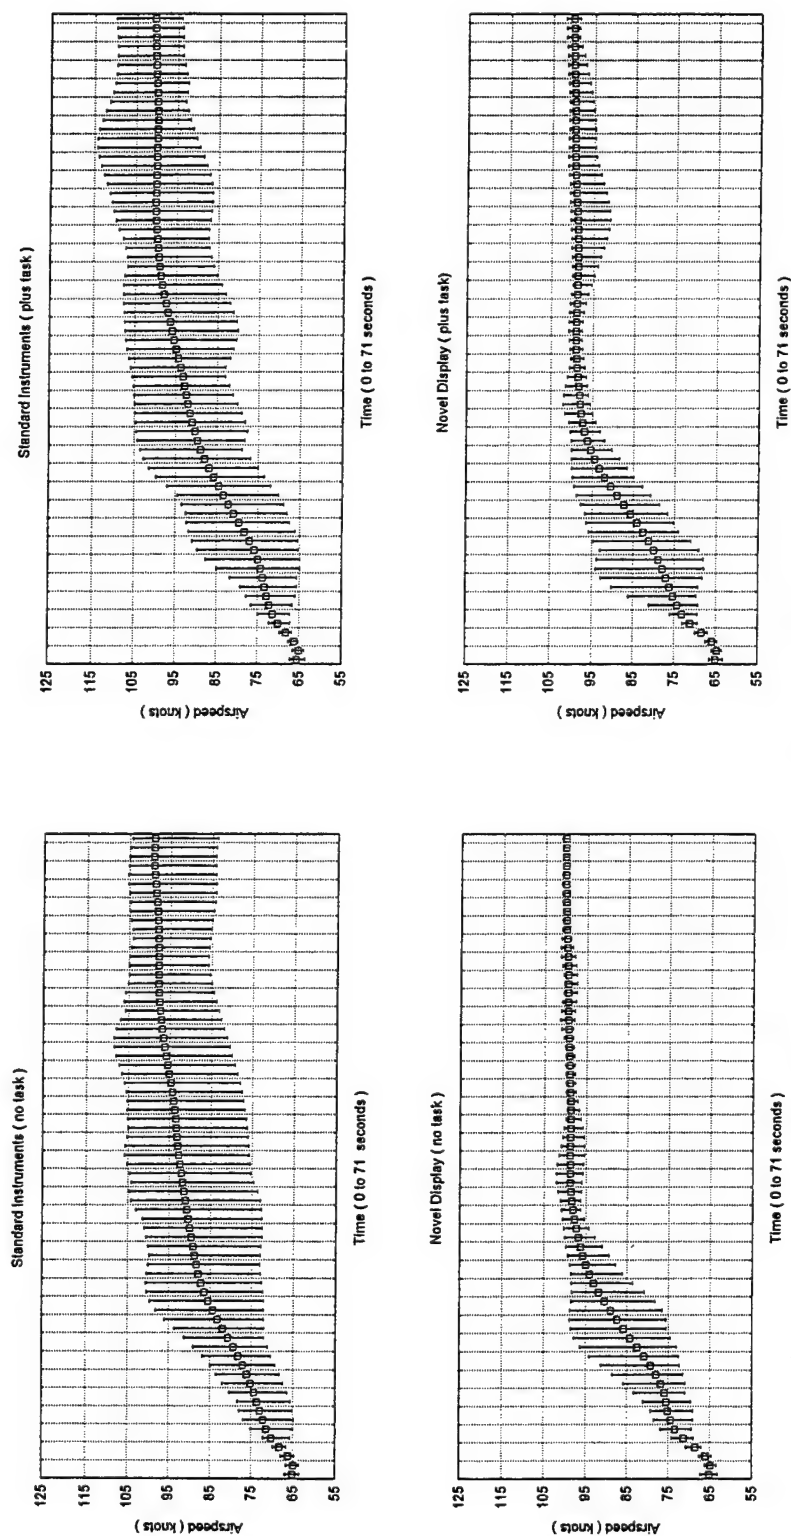 Standard Instruments ( no task )
125
115
105
95
85
75
65
55
Airspeed ( knots )
Time ( 0 to 71 seconds )
Standard Instruments ( plus task )
125
115
105
95
85
75
65
55
Airspeed ( knots )
Time ( 0 to 71 seconds )
Novel Display ( no task )
125
115
105
95
85
75
65
55
Airspeed ( knots )
Time ( 0 to 71 seconds )
Novel Display ( plus task)
125
115
105
95
85
75
65
55
Airspeed ( knots )
Time ( 0 to 71 seconds )